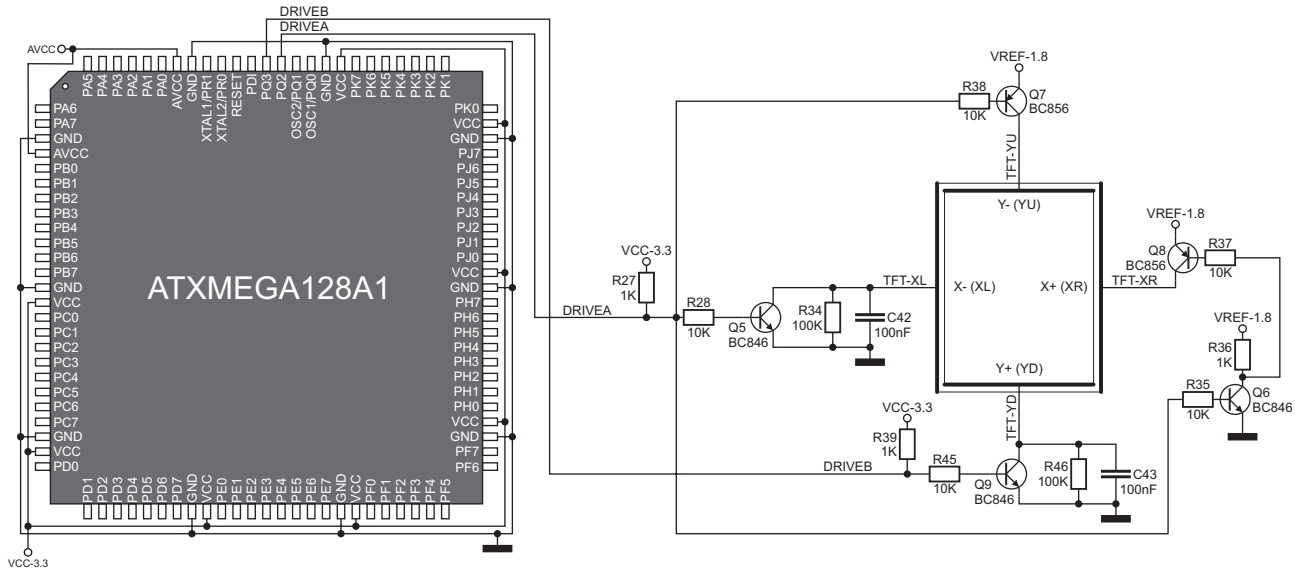 DRIVEB
DRIVEA
AVCC
PA5
PA4
PA3
PA2
PA1
PA0
AVCC
GND
XTAL1/PR1
XTAL2/PR0
RESET
PDI
PQ3
PQ2
OSC2/PQ1
OSC1/PQ0
GND
VCC
PK7
PK6
PK5
PK4
PK3
PK2
PK1
PA6
PA7
GND
AVCC
PB0
PB1
PB2
PB3
PB4
PB5
PB6
PB7
GND
VCC
PC0
PC1
PC2
PC3
PC4
PC5
PC6
PC7
GND
VCC
PD0
ATXMEGA128A1
PK0
VCC
GND
PJ7
PJ6
PJ5
PJ4
PJ3
PJ2
PJ1
PJ0
VCC
GND
PH7
PH6
PH5
PH4
PH3
PH2
PH1
PH0
VCC
GND
PF7
PF6
PD1
PD2
PD3
PD4
PD5
PD6
PD7
GND
VCC
PE0
PE1
PE2
PE3
PE4
PE5
PE6
PE7
GND
VCC
PF0
PF1
PF2
PF3
PF4
PF5
VCC-3.3
VREF-1.8
R38
10K
Q7
BC856
TFT-YU
Y- (YU)
X- (XL)
X+ (XR)
Y+ (YD)
VREF-1.8
Q8
BC856
R37
10K
TFT-XR
VCC-3.3
R27
1K
DRIVEA
R28
10K
Q5
BC846
TFT-XL
R34
100K
C42
100nF
VREF-1.8
R36
1K
R35
10K
Q6
BC846
TFT-YD
VCC-3.3
R39
1K
DRIVEB
R45
10K
Q9
BC846
R46
100K
C43
100nF